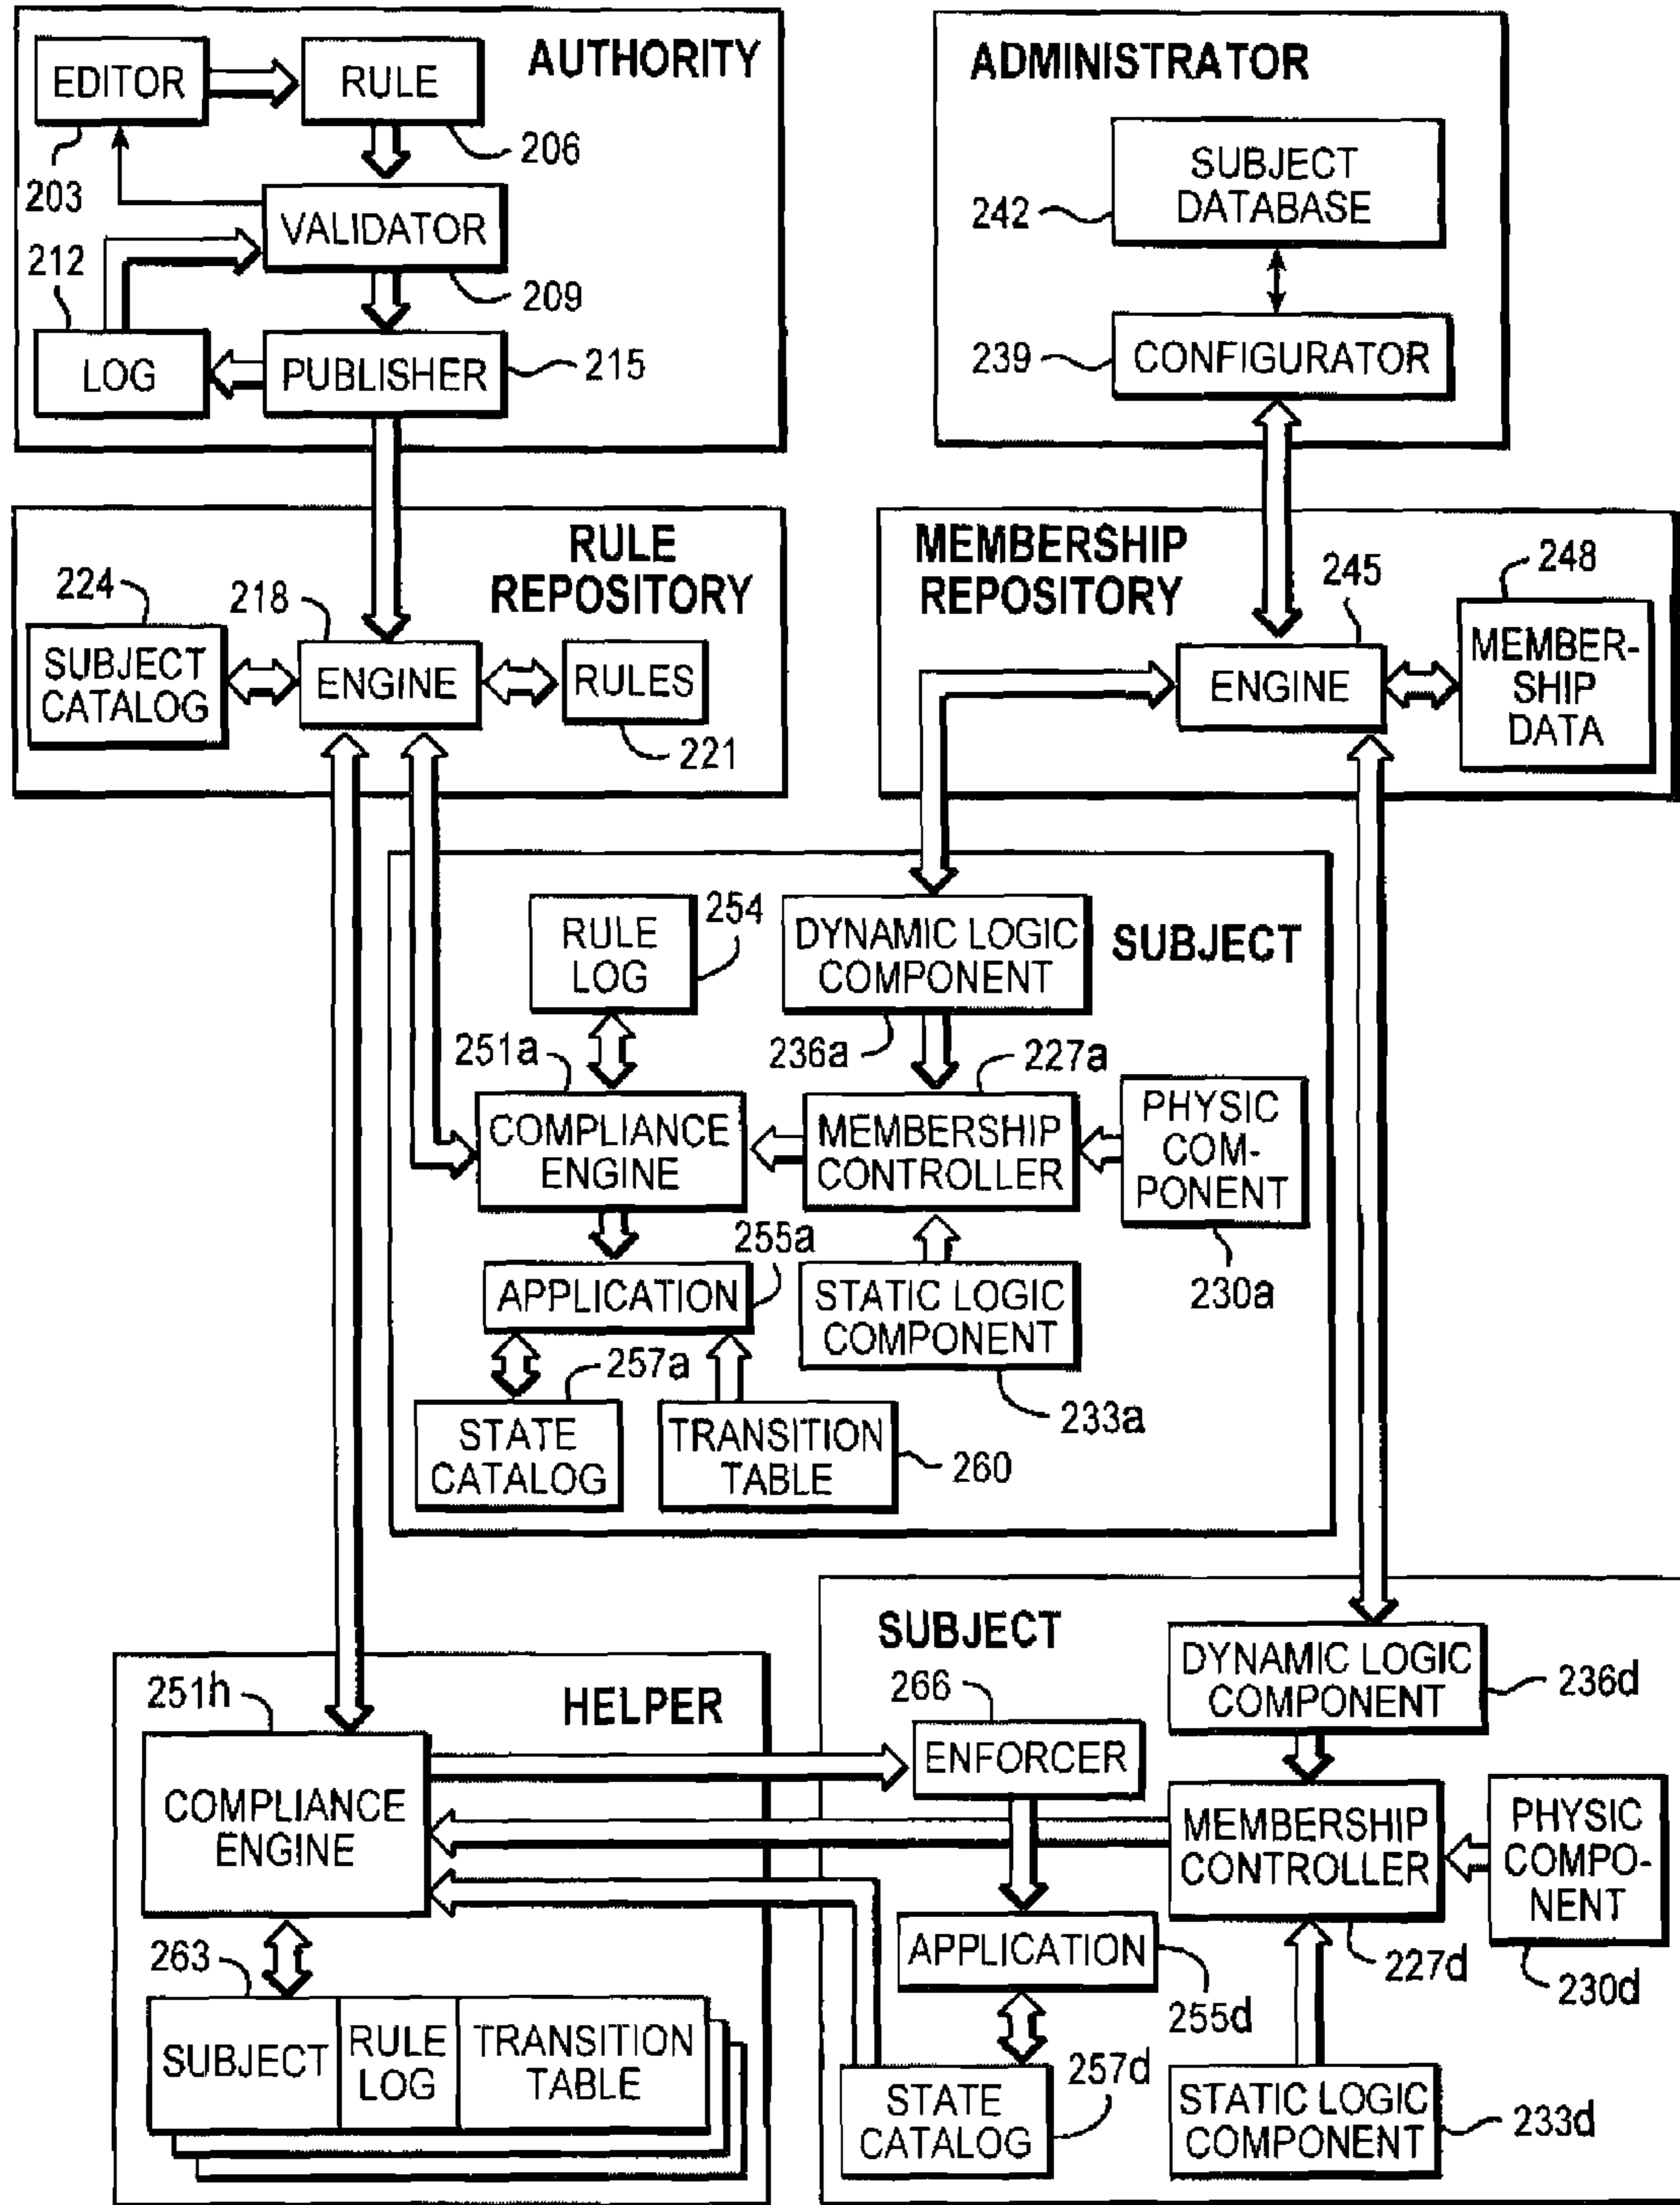 AUTHORITY
EDITOR
RULE
203
206
VALIDATOR
212
209
LOG
PUBLISHER
215
ADMINISTRATOR
SUBJECT
DATABASE
242
239
CONFIGURATOR
RULE
REPOSITORY
224
218
SUBJECT
CATALOG
ENGINE
RULES
221
MEMBERSHIP
REPOSITORY
245
248
ENGINE
MEMBER-
SHIP
DATA
SUBJECT
RULE
LOG
254
DYNAMIC LOGIC
COMPONENT
236a
251a
227a
COMPLIANCE
ENGINE
MEMBERSHIP
CONTROLLER
PHYSIC
COM-
PONENT
230a
255a
APPLICATION
STATIC LOGIC
COMPONENT
233a
257a
STATE
CATALOG
TRANSITION
TABLE
260
HELPER
251h
COMPLIANCE
ENGINE
263
SUBJECT
RULE
LOG
TRANSITION
TABLE
SUBJECT
266
ENFORCER
DYNAMIC LOGIC
COMPONENT
236d
MEMBERSHIP
CONTROLLER
227d
PHYSIC
COMPO-
NENT
230d
APPLICATION
255d
STATE
CATALOG
257d
STATIC LOGIC
COMPONENT
233d